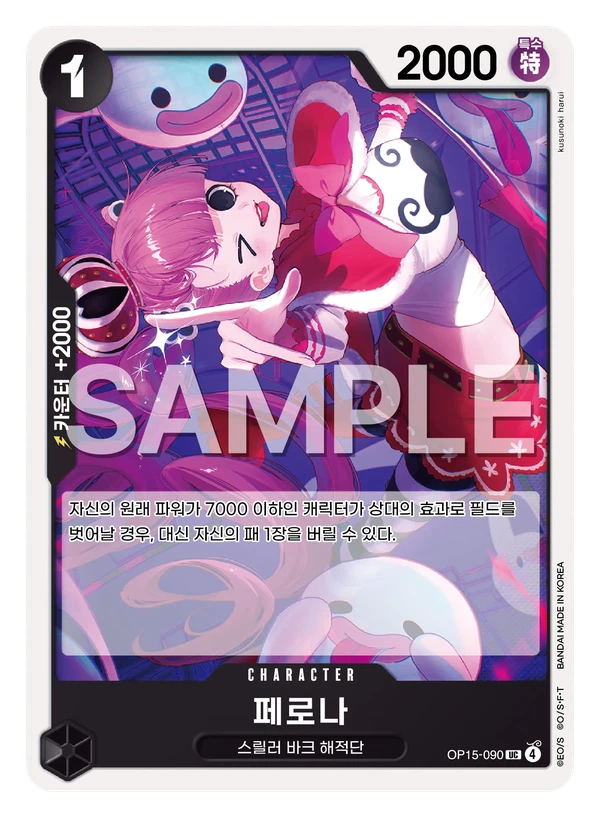 1
2000
특수
特
kusunoki harui
카운터 +2000
SAMPLE
자신의 원래 파워가 7000 이하인 캐릭터가 상대의 효과로 필드를
벗어날 경우, 대신 자신의 패 1장을 버릴 수 있다.
CHARACTER
페로나
스릴러 바크 해적단
OP15-090 UC 4
©EO/S ©O/S·F·T BANDAI MADE IN KOREA